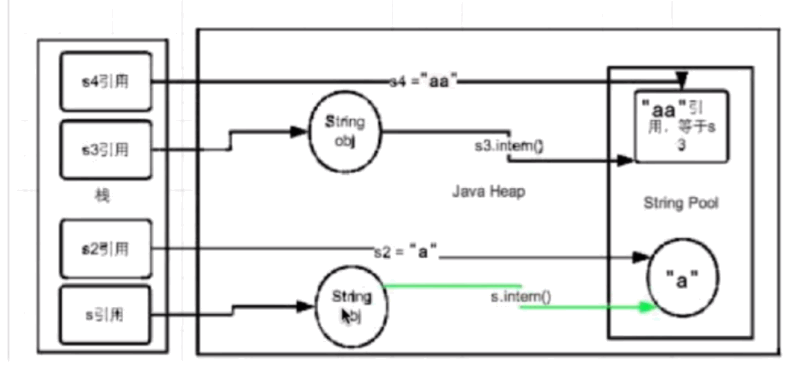 s4引用
s4 ="aa"
s3引用
String
obj
s3.intern()
"aa"引
用，等于s
3
栈
Java Heap
String Pool
s2引用
s2 = "a"
"a"
s引用
String
obj
s.intern()